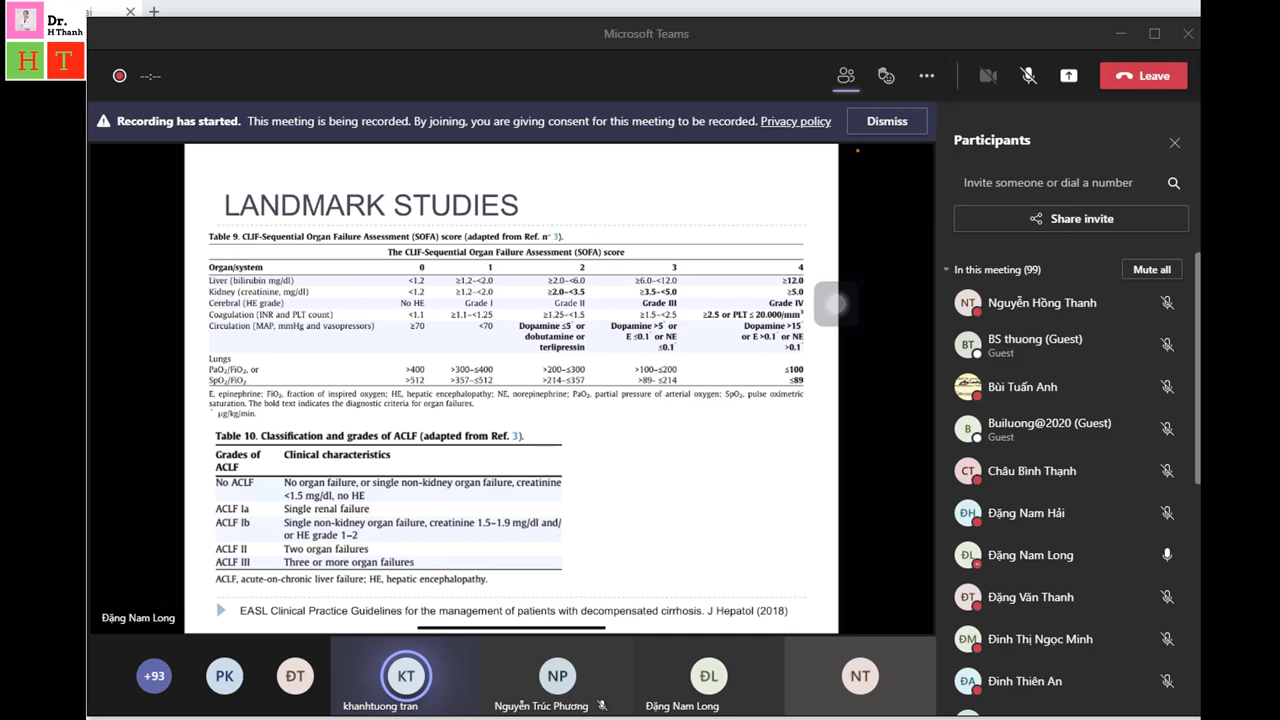 ai
Dr.
H Thanh
H T
Microsoft Teams
--:--
Leave
Recording has started. This meeting is being recorded. By joining, you are giving consent for this meeting to be recorded. Privacy policy
Dismiss
LANDMARK STUDIES
Table 9. CLIF-Sequential Organ Failure Assessment (SOFA) score (adapted from Ref. n° 3).
The CLIF-Sequential Organ Failure Assessment (SOFA) score
Organ/system 0 1 2 3 4
Liver (bilirubin mg/dl) <1.2 ≥1.2-<2.0 ≥2.0-<6.0 ≥6.0-<12.0 ≥12.0
Kidney (creatinine, mg/dl) <1.2 ≥1.2-<2.0 ≥2.0-<3.5 ≥3.5-<5.0 ≥5.0
Cerebral (HE grade) No HE Grade I Grade II Grade III Grade IV
Coagulation (INR and PLT count) <1.1 ≥1.1-<1.25 ≥1.25-<1.5 ≥1.5-<2.5 ≥2.5 or PLT ≤ 20.000/mm³
Circulation (MAP, mmHg and vasopressors) ≥70 <70 Dopamine ≤5* or Dopamine >5* or Dopamine >15*
dobutamine or E ≤0.1* or NE or E >0.1* or NE
terlipressin ≤0.1* >0.1*
Lungs
PaO₂/FiO₂, or >400 >300-≤400 >200-≤300 >100-≤200 ≤100
SpO₂/FiO₂ >512 >357-≤512 >214-≤357 >89- ≤214 ≤89
E, epinephrine; FiO₂, fraction of inspired oxygen; HE, hepatic encephalopathy; NE, norepinephrine; PaO₂, partial pressure of arterial oxygen; SpO₂, pulse oximetric
saturation. The bold text indicates the diagnostic criteria for organ failures.
* μg/kg/min.
Table 10. Classification and grades of ACLF (adapted from Ref. 3).
Grades of Clinical characteristics
ACLF
No ACLF No organ failure, or single non-kidney organ failure, creatinine
<1.5 mg/dl, no HE
ACLF Ia Single renal failure
ACLF Ib Single non-kidney organ failure, creatinine 1.5–1.9 mg/dl and/
or HE grade 1–2
ACLF II Two organ failures
ACLF III Three or more organ failures
ACLF, acute-on-chronic liver failure; HE, hepatic encephalopathy.
EASL Clinical Practice Guidelines for the management of patients with decompensated cirrhosis. J Hepatol (2018)
Đặng Nam Long
+93
PK
ĐT
KT
khanhtuong tran
NP
Nguyễn Trúc Phương
ĐL
Đặng Nam Long
NT
Participants
Invite someone or dial a number
Share invite
In this meeting (99)
Mute all
NT Nguyễn Hồng Thanh
BT BS thuong (Guest)
Guest
Bùi Tuấn Anh
B Builuong@2020 (Guest)
Guest
CT Châu Bình Thạnh
ĐH Đặng Nam Hải
ĐL Đặng Nam Long
ĐT Đặng Văn Thanh
ĐM Đinh Thị Ngọc Minh
ĐA Đinh Thiên An